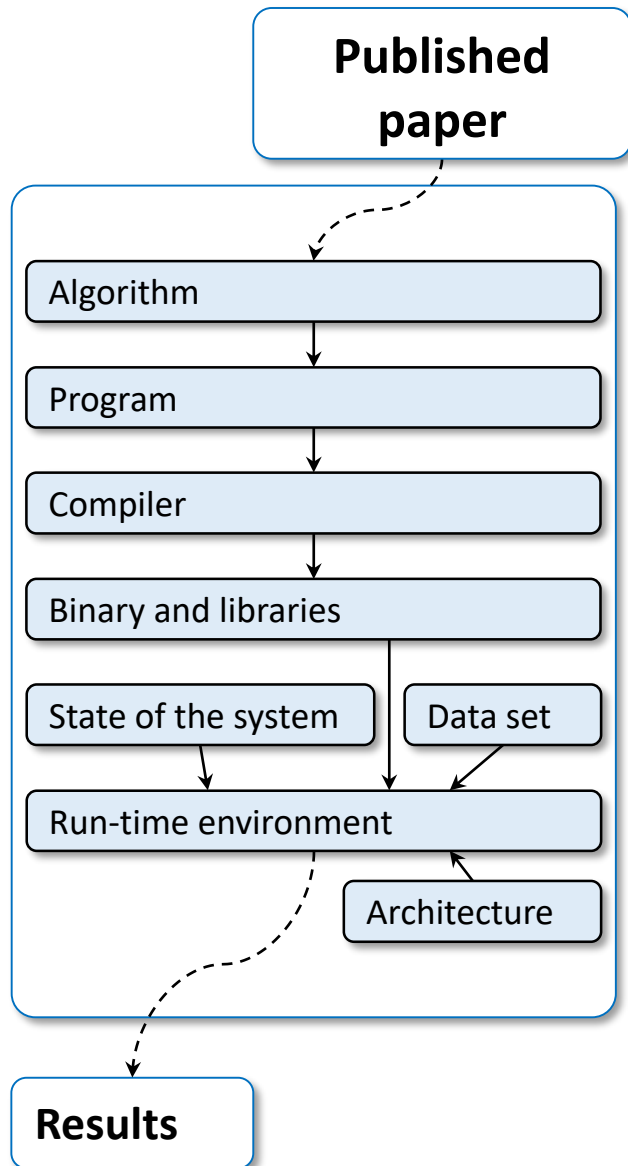 Published
paper
Algorithm
Program
Compiler
Binary and libraries
State of the system
Data set
Run-time environment
Architecture
Results